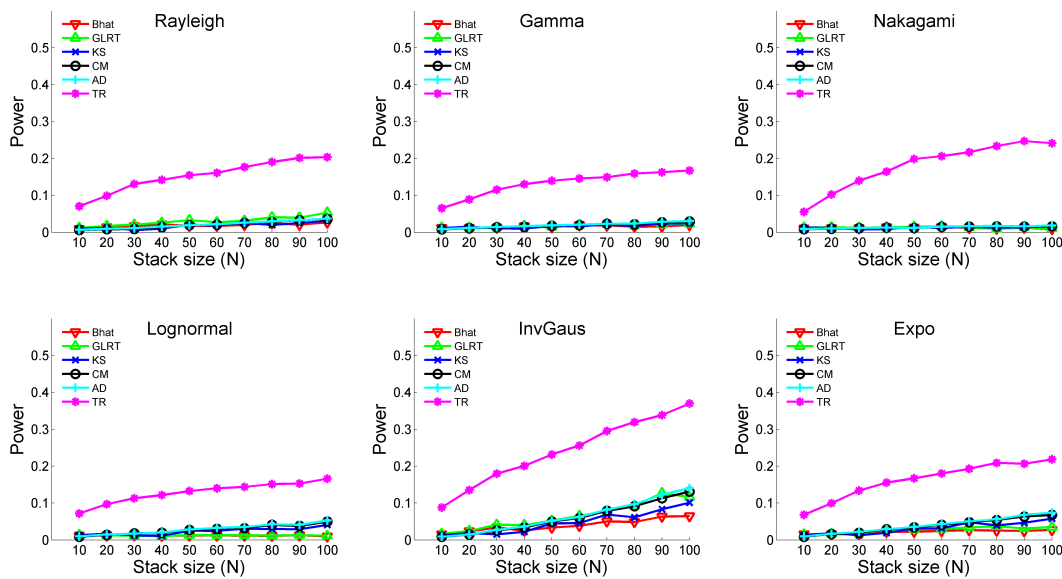 Rayleigh
Bhat
GLRT
KS
CM
AD
TR
Power
0.5
0.4
0.3
0.2
0.1
0
10 20 30 40 50 60 70 80 90 100
Stack size (N)
Gamma
Bhat
GLRT
KS
CM
AD
TR
Power
0.5
0.4
0.3
0.2
0.1
0
10 20 30 40 50 60 70 80 90 100
Stack size (N)
Nakagami
Bhat
GLRT
KS
CM
AD
TR
Power
0.5
0.4
0.3
0.2
0.1
0
10 20 30 40 50 60 70 80 90 100
Stack size (N)
Lognormal
Bhat
GLRT
KS
CM
AD
TR
Power
0.5
0.4
0.3
0.2
0.1
0
10 20 30 40 50 60 70 80 90 100
Stack size (N)
InvGaus
Bhat
GLRT
KS
CM
AD
TR
Power
0.5
0.4
0.3
0.2
0.1
0
10 20 30 40 50 60 70 80 90 100
Stack size (N)
Expo
Bhat
GLRT
KS
CM
AD
TR
Power
0.5
0.4
0.3
0.2
0.1
0
10 20 30 40 50 60 70 80 90 100
Stack size (N)